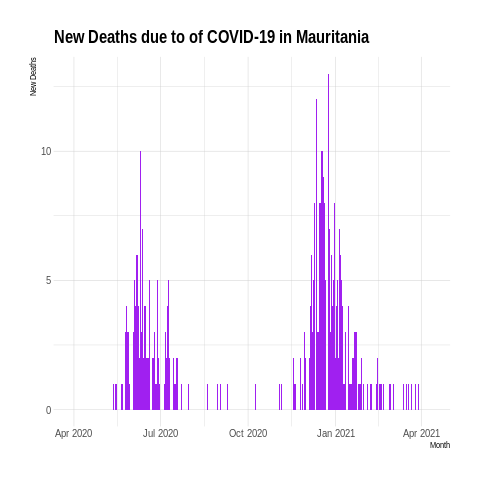 New Deaths due to of COVID-19 in Mauritania
New Deaths
10
5
0
Apr 2020 Jul 2020 Oct 2020 Jan 2021 Apr 2021
Month